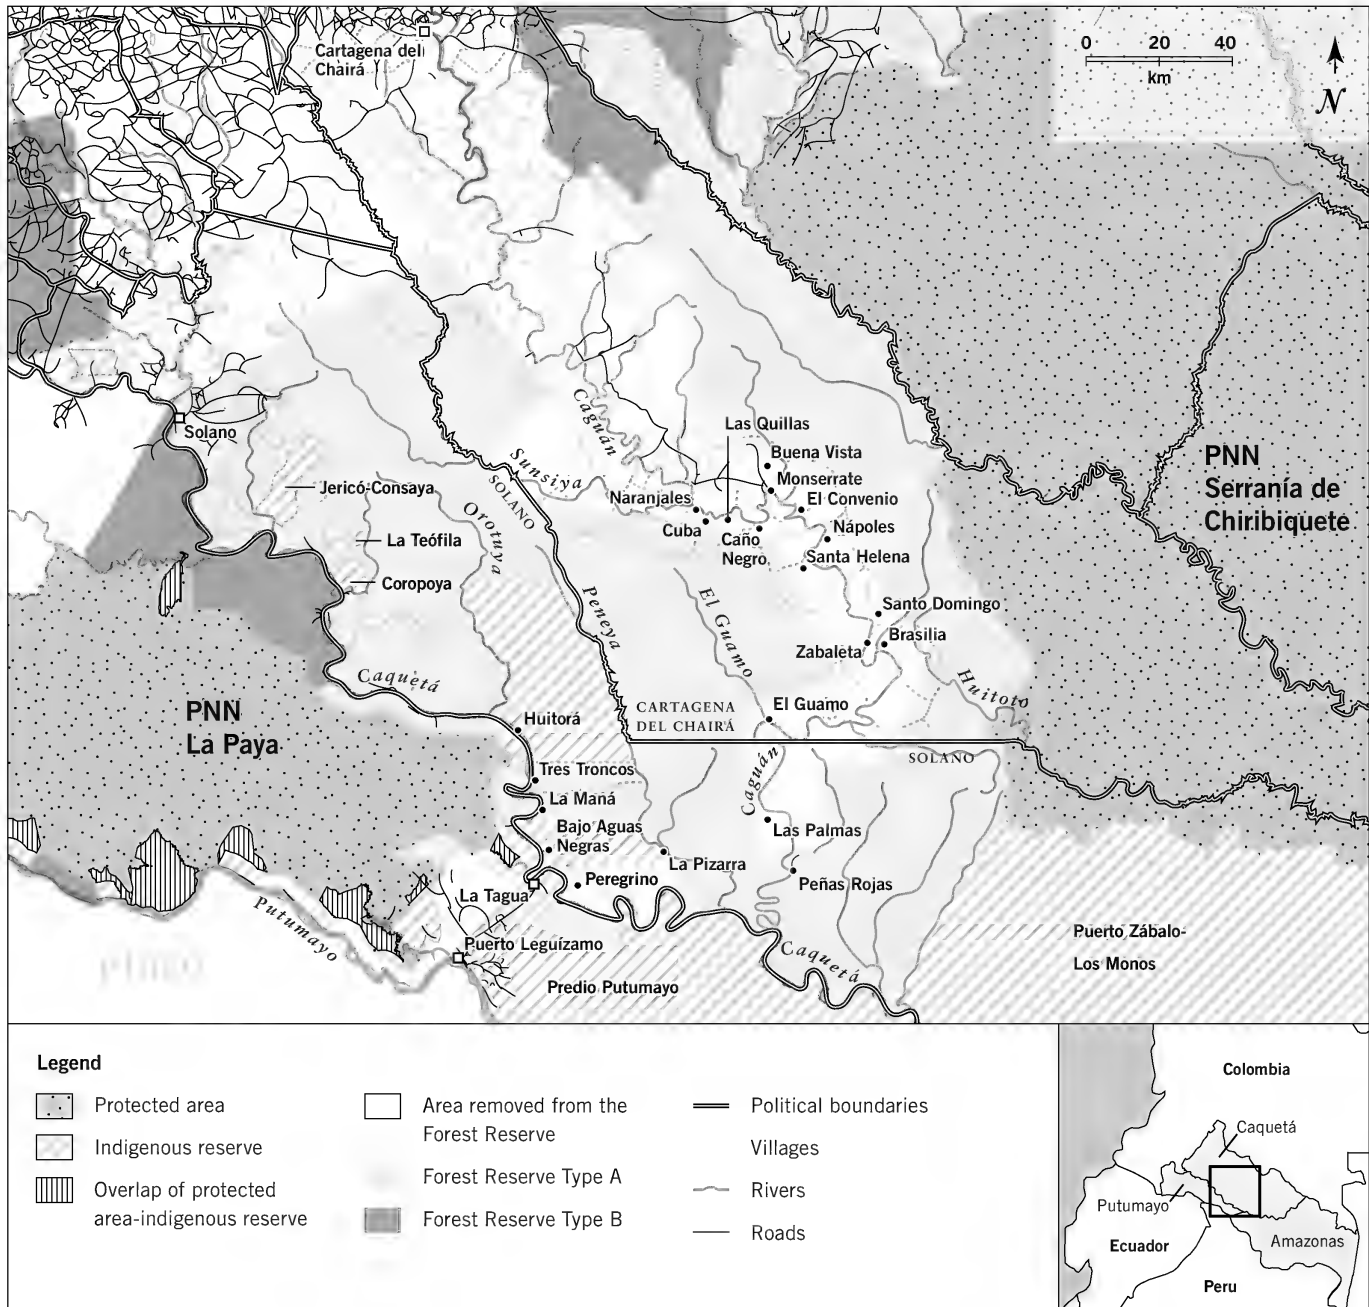 Cartagena del
Chairá
0 20 40
km
N
Solano
Caguán
Sunsiya
SOLANO
Orotuya
Peneya
Las Quillas
Buena Vista
Monserrate
Naranjales
El Convenio
Cuba
Caño
Negro
Nápoles
Santa Helena
PNN
Serranía de
Chiribiquete
Jericó-Consaya
La Teófila
Coropoya
El Guamo
Santo Domingo
Brasilia
Zabaleta
Huitoto
Caquetá
PNN
La Paya
Huitorá
CARTAGENA
DEL CHAIRÁ
El Guamo
SOLANO
Tres Troncos
La Maná
Bajo Aguas
Negras
Caguán
Las Palmas
La Pizarra
Peñas Rojas
Peregrino
La Tagua
Putumayo
Puerto Leguízamo
Predio Putumayo
Caquetá
Puerto Zábalo-
Los Monos
Legend
Protected area
Indigenous reserve
Overlap of protected
area-indigenous reserve
Area removed from the
Forest Reserve
Forest Reserve Type A
Forest Reserve Type B
Political boundaries
Villages
Rivers
Roads
Colombia
Caquetá
Putumayo
Ecuador
Amazonas
Peru